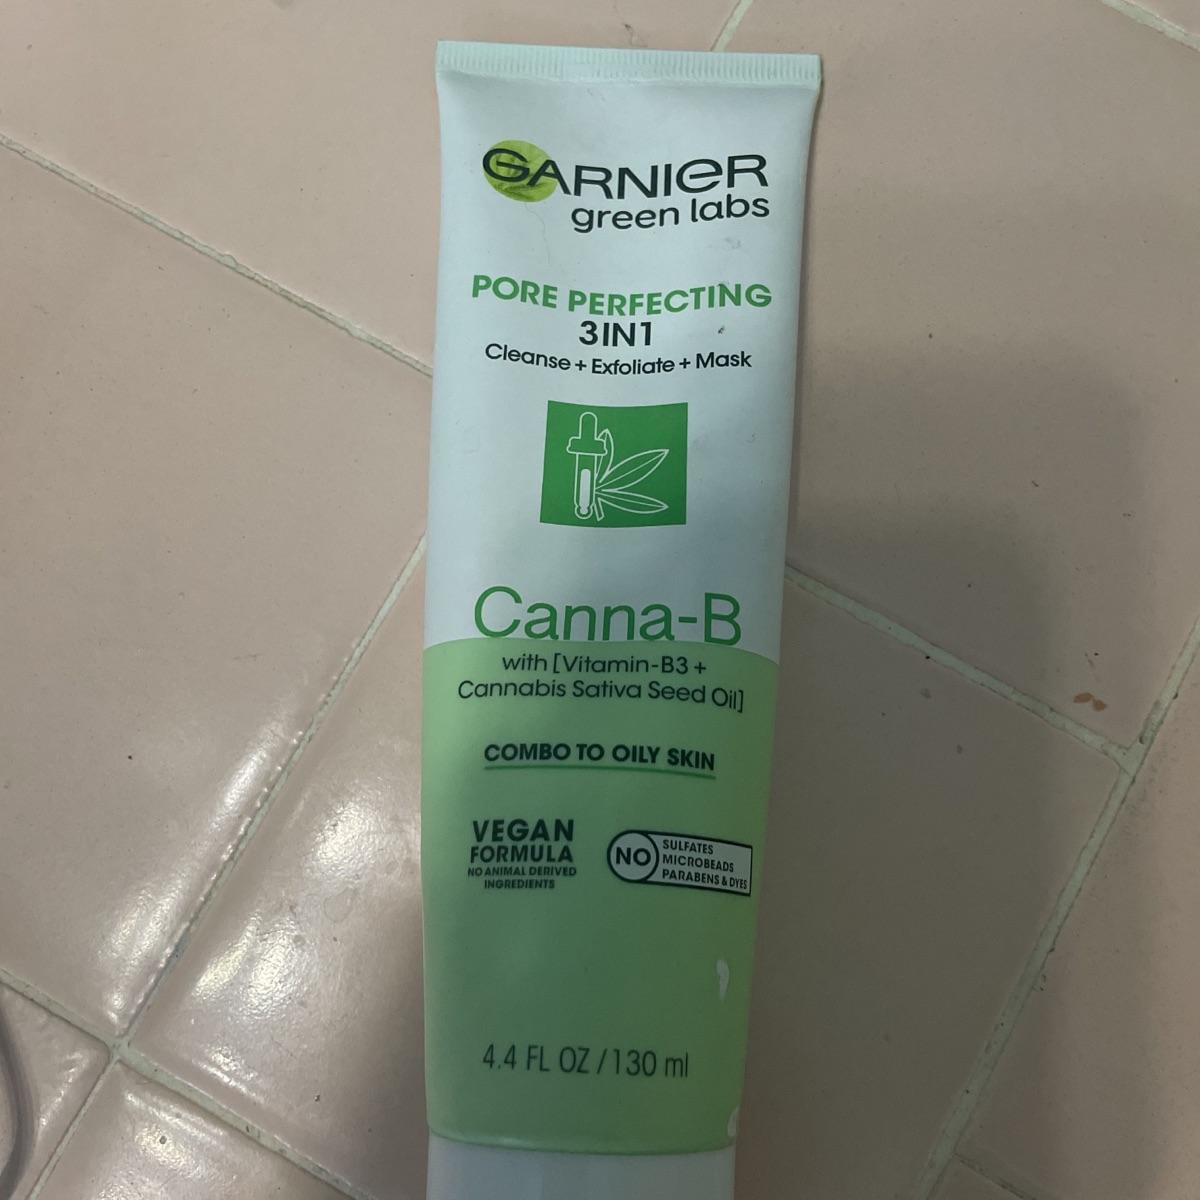 GARNIER
green labs
PORE PERFECTING
3IN1
Cleanse + Exfoliate + Mask
Canna-B
with [Vitamin-B3 +
Cannabis Sativa Seed Oil]
COMBO TO OILY SKIN
VEGAN
FORMULA
NO ANIMAL DERIVED
INGREDIENTS
NO
SULFATES
MICROBEADS
PARABENS & DYES
4.4 FL OZ / 130 ml